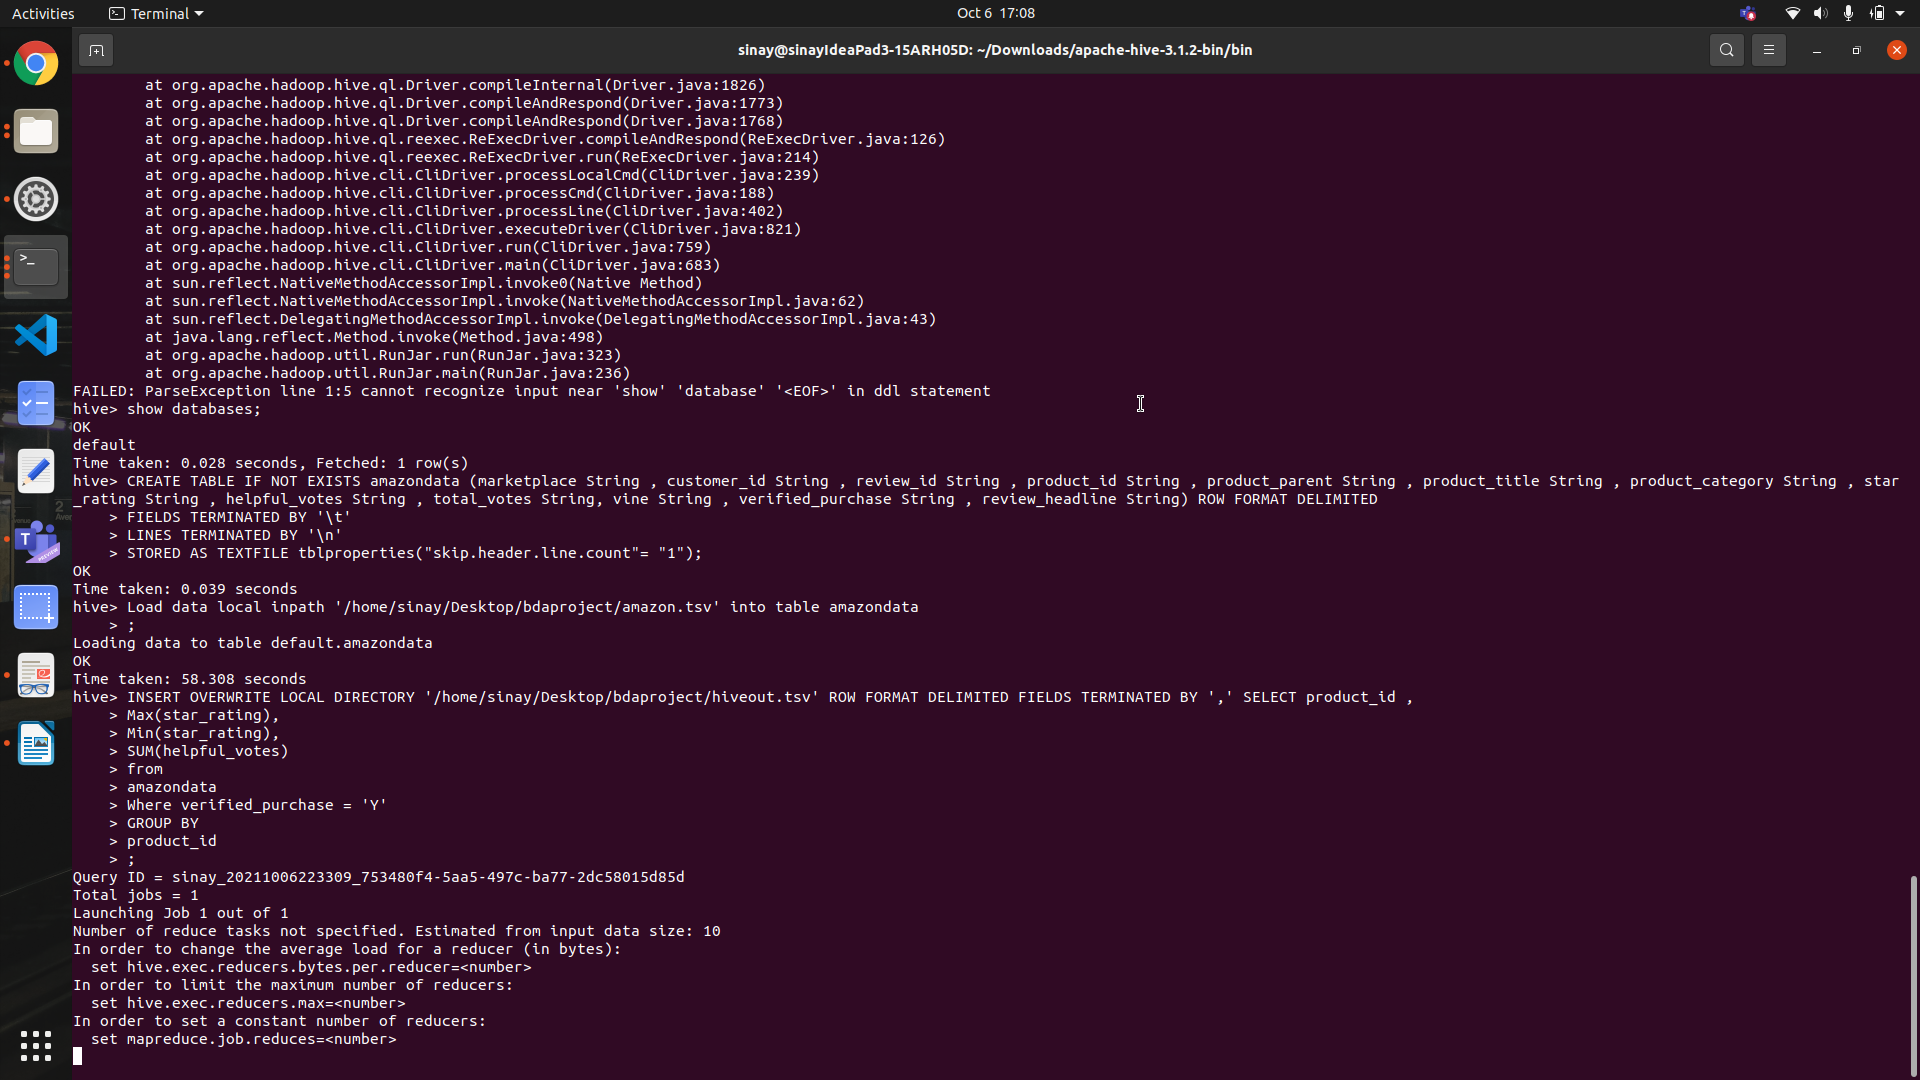 Activities
Terminal
Oct 6 17:08
sinay@sinayIdeaPad3-15ARH05D: ~/Downloads/apache-hive-3.1.2-bin/bin
at org.apache.hadoop.hive.ql.Driver.compileInternal(Driver.java:1826)
at org.apache.hadoop.hive.ql.Driver.compileAndRespond(Driver.java:1773)
at org.apache.hadoop.hive.ql.Driver.compileAndRespond(Driver.java:1768)
at org.apache.hadoop.hive.ql.reexec.ReExecDriver.compileAndRespond(ReExecDriver.java:126)
at org.apache.hadoop.hive.ql.reexec.ReExecDriver.run(ReExecDriver.java:214)
at org.apache.hadoop.hive.cli.CliDriver.processLocalCmd(CliDriver.java:239)
at org.apache.hadoop.hive.cli.CliDriver.processCmd(CliDriver.java:188)
at org.apache.hadoop.hive.cli.CliDriver.processLine(CliDriver.java:402)
at org.apache.hadoop.hive.cli.CliDriver.executeDriver(CliDriver.java:821)
at org.apache.hadoop.hive.cli.CliDriver.run(CliDriver.java:759)
at org.apache.hadoop.hive.cli.CliDriver.main(CliDriver.java:683)
at sun.reflect.NativeMethodAccessorImpl.invoke0(Native Method)
at sun.reflect.NativeMethodAccessorImpl.invoke(NativeMethodAccessorImpl.java:62)
at sun.reflect.DelegatingMethodAccessorImpl.invoke(DelegatingMethodAccessorImpl.java:43)
at java.lang.reflect.Method.invoke(Method.java:498)
at org.apache.hadoop.util.RunJar.run(RunJar.java:323)
at org.apache.hadoop.util.RunJar.main(RunJar.java:236)
FAILED: ParseException line 1:5 cannot recognize input near 'show' 'database' '<EOF>' in ddl statement
hive> show databases;
OK
default
Time taken: 0.028 seconds, Fetched: 1 row(s)
hive> CREATE TABLE IF NOT EXISTS amazondata (marketplace String , customer_id String , review_id String , product_id String , product_parent String , product_title String , product_category String , star
_rating String , helpful_votes String , total_votes String, vine String , verified_purchase String , review_headline String) ROW FORMAT DELIMITED
> FIELDS TERMINATED BY '\t'
> LINES TERMINATED BY '\n'
> STORED AS TEXTFILE tblproperties("skip.header.line.count"= "1");
OK
Time taken: 0.039 seconds
hive> Load data local inpath '/home/sinay/Desktop/bdaproject/amazon.tsv' into table amazondata
> ;
Loading data to table default.amazondata
OK
Time taken: 58.308 seconds
hive> INSERT OVERWRITE LOCAL DIRECTORY '/home/sinay/Desktop/bdaproject/hiveout.tsv' ROW FORMAT DELIMITED FIELDS TERMINATED BY ',' SELECT product_id ,
> Max(star_rating),
> Min(star_rating),
> SUM(helpful_votes)
> from
> amazondata
> Where verified_purchase = 'Y'
> GROUP BY
> product_id
> ;
Query ID = sinay_20211006223309_753480f4-5aa5-497c-ba77-2dc58015d85d
Total jobs = 1
Launching Job 1 out of 1
Number of reduce tasks not specified. Estimated from input data size: 10
In order to change the average load for a reducer (in bytes):
set hive.exec.reducers.bytes.per.reducer=<number>
In order to limit the maximum number of reducers:
set hive.exec.reducers.max=<number>
In order to set a constant number of reducers:
set mapreduce.job.reduces=<number>